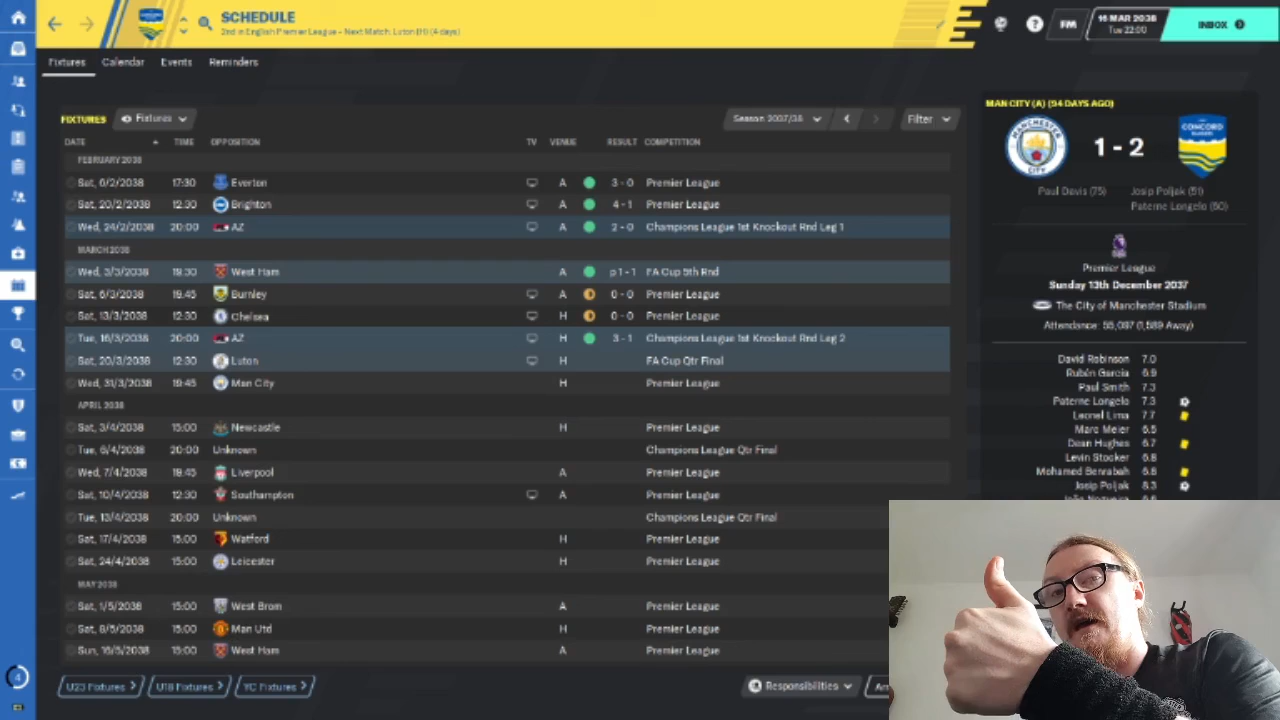 SCHEDULE
2nd in English Premier League - Next Match: Luton (H) (4 days)
FM
16 MAR 2038
Tue 22:00
INBOX
Fixtures Calendar Events Reminders
FIXTURES Fixtures Season 2037/38 Filter
DATE TIME OPPOSITION TV VENUE RESULT COMPETITION
FEBRUARY 2038
Sat, 6/2/2038 17:30 Everton A 3 - 0 Premier League
Sat, 20/2/2038 12:30 Brighton A 4 - 1 Premier League
Wed, 24/2/2038 20:00 AZ A 2 - 0 Champions League 1st Knockout Rnd Leg 1
MARCH 2038
Wed, 3/3/2038 19:30 West Ham A p 1 - 1 FA Cup 5th Rnd
Sat, 6/3/2038 19:45 Burnley A 0 - 0 Premier League
Sat, 13/3/2038 12:30 Chelsea H 0 - 0 Premier League
Tue, 16/3/2038 20:00 AZ H 3 - 1 Champions League 1st Knockout Rnd Leg 2
Sat, 20/3/2038 12:30 Luton H FA Cup Qtr Final
Wed, 31/3/2038 19:45 Man City H Premier League
APRIL 2038
Sat, 3/4/2038 15:00 Newcastle H Premier League
Tue, 6/4/2038 20:00 Unknown Champions League Qtr Final
Wed, 7/4/2038 19:45 Liverpool A Premier League
Sat, 10/4/2038 12:30 Southampton A Premier League
Tue, 13/4/2038 20:00 Unknown Champions League Qtr Final
Sat, 17/4/2038 15:00 Watford H Premier League
Sat, 24/4/2038 15:00 Leicester H Premier League
MAY 2038
Sat, 1/5/2038 15:00 West Brom A Premier League
Sat, 8/5/2038 15:00 Man Utd H Premier League
Sun, 16/5/2038 15:00 West Ham A Premier League
U23 Fixtures U18 Fixtures YC Fixtures Responsibilities
4
MAN CITY (A) (94 DAYS AGO)
MANCHESTER
CITY
1 - 2
CONCORD
Paul Davis (75) Josip Poljak (51)
Paterne Longelo (60)
Premier League
Sunday 13th December 2037
The City of Manchester Stadium
Attendance: 55,097 (1,589 Away)
David Robinson 7.0
Rubén García 6.9
Paul Smith 7.3
Paterne Longelo 7.3
Leonel Lima 7.7
Marc Meier 6.5
Dean Hughes 6.7
Levin Stocker 6.8
Mohamed Benrabah 6.8
Josip Poljak 8.3